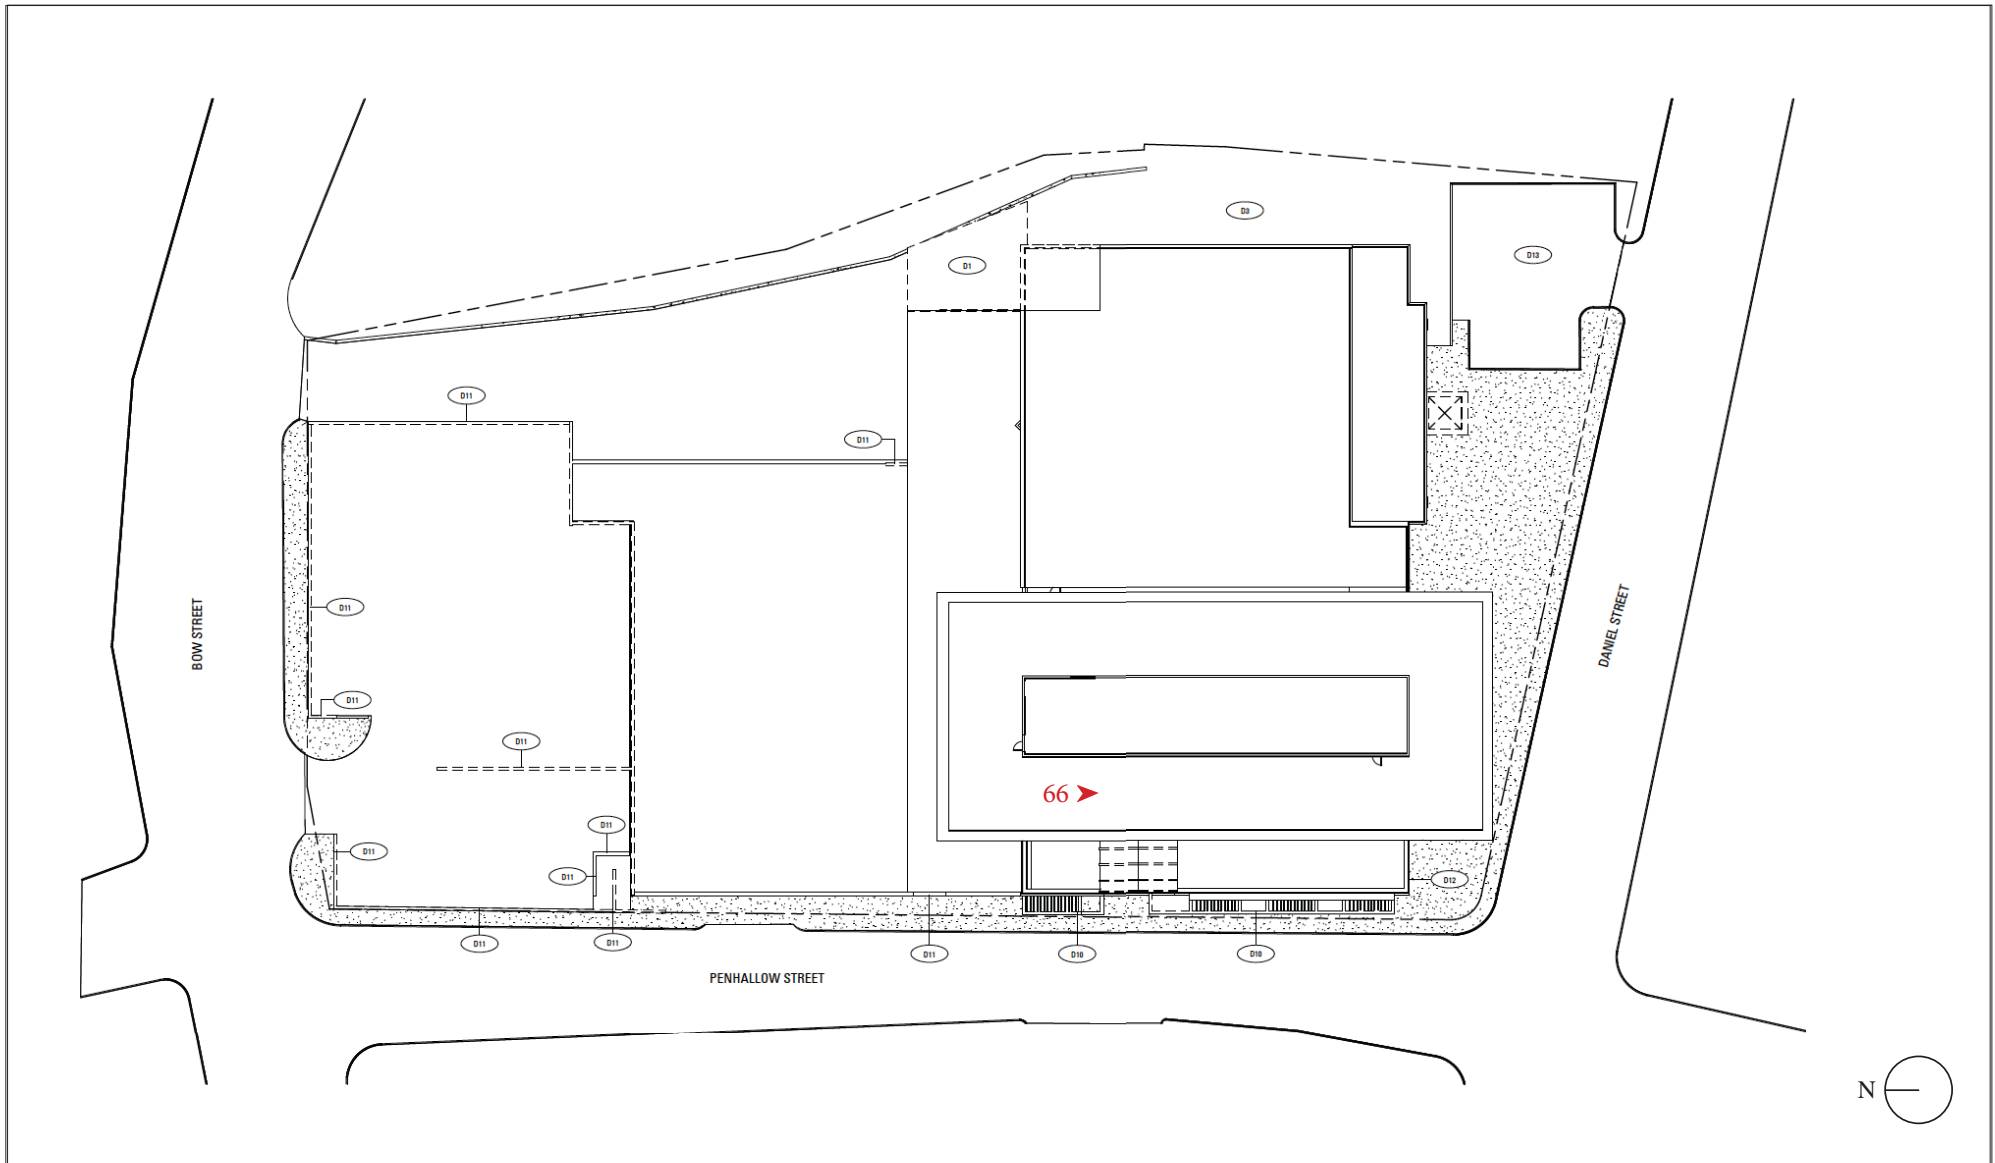 D3
D13
D1
D11
D11
BOW STREET
D11
DANIEL STREET
D11
D11
66
D11
D11
D11
D12
D11
D11
D11
D10
D10
PENHALLOW STREET
N